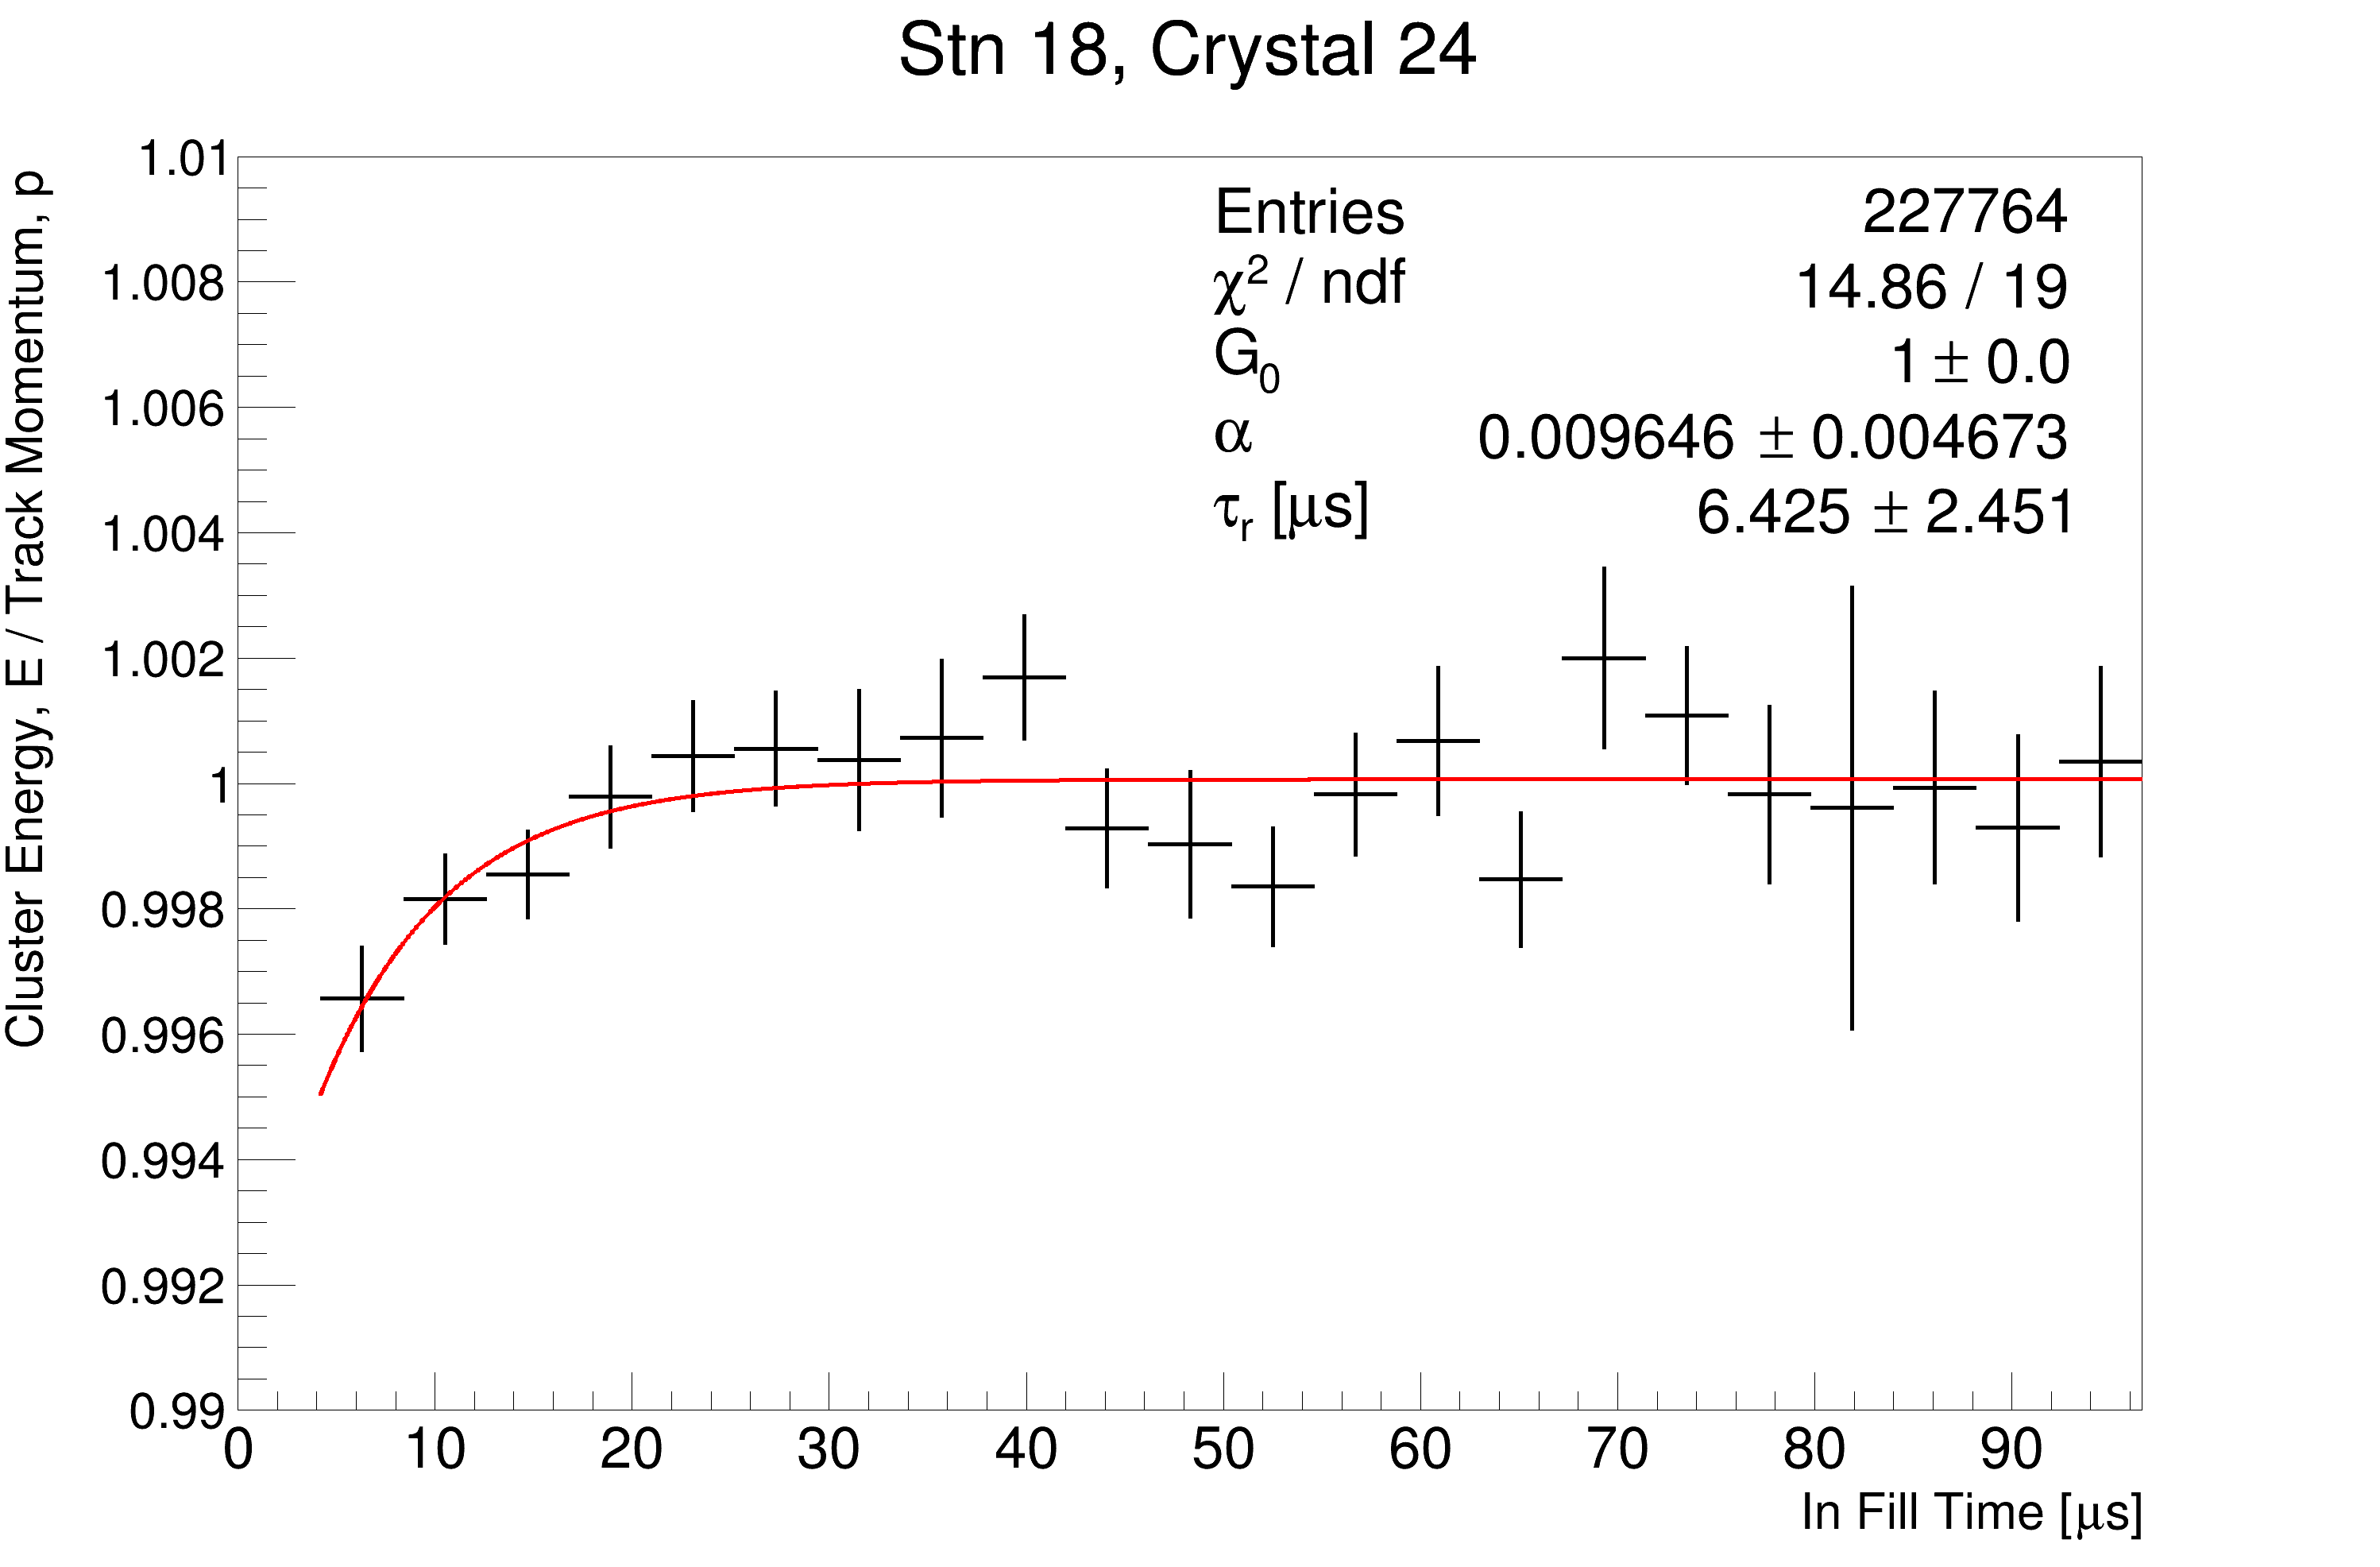 Stn 18, Crystal 24
Cluster Energy, E / Track Momentum, p
1.01
1.008
1.006
1.004
1.002
1
0.998
0.996
0.994
0.992
0.99
Entries 227764
χ² / ndf 14.86 / 19
G₀ 1 ± 0.0
α 0.009646 ± 0.004673
τᵣ [μs] 6.425 ± 2.451
0 10 20 30 40 50 60 70 80 90
In Fill Time [μs]